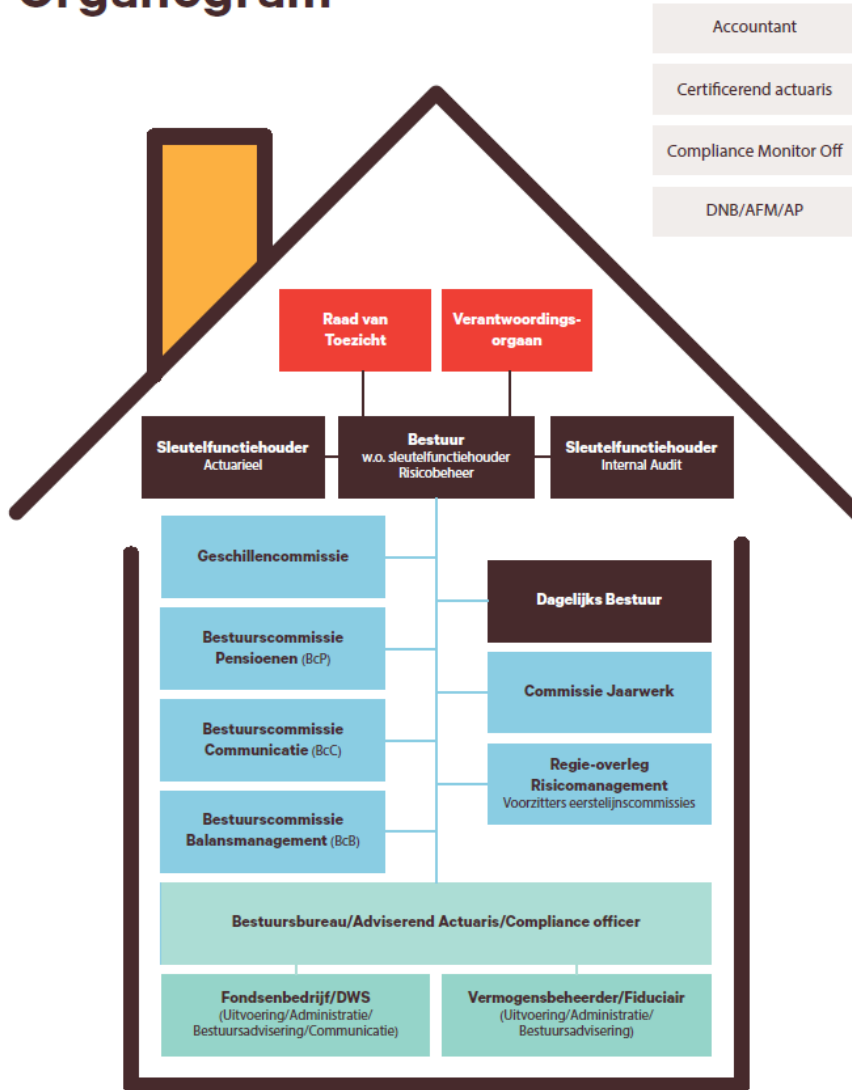 Organogram
Accountant
Certificerend actuaris
Compliance Monitor Off
DNB/AFM/AP
Raad van
Toezicht
Verantwoordings-
orgaan
Sleutelfunctiehouder
Actuarieel
Bestuur
w.o. sleutelfunctiehouder
Risicobeheer
Sleutelfunctiehouder
Internal Audit
Geschillencommissie
Dagelijks Bestuur
Bestuurscommissie
Pensioenen (BcP)
Commissie Jaarwerk
Bestuurscommissie
Communicatie (BcC)
Regie-overleg
Risicomanagement
Voorzitters eerstelijnscommissies
Bestuurscommissie
Balansmanagement (BcB)
Bestuursbureau/Adviserend Actuaris/Compliance officer
Fondsenbedrijf/DWS
(Uitvoering/Administratie/
Bestuursadvisering/Communicatie)
Vermogensbeheerder/Fiduciair
(Uitvoering/Administratie/
Bestuursadvisering)